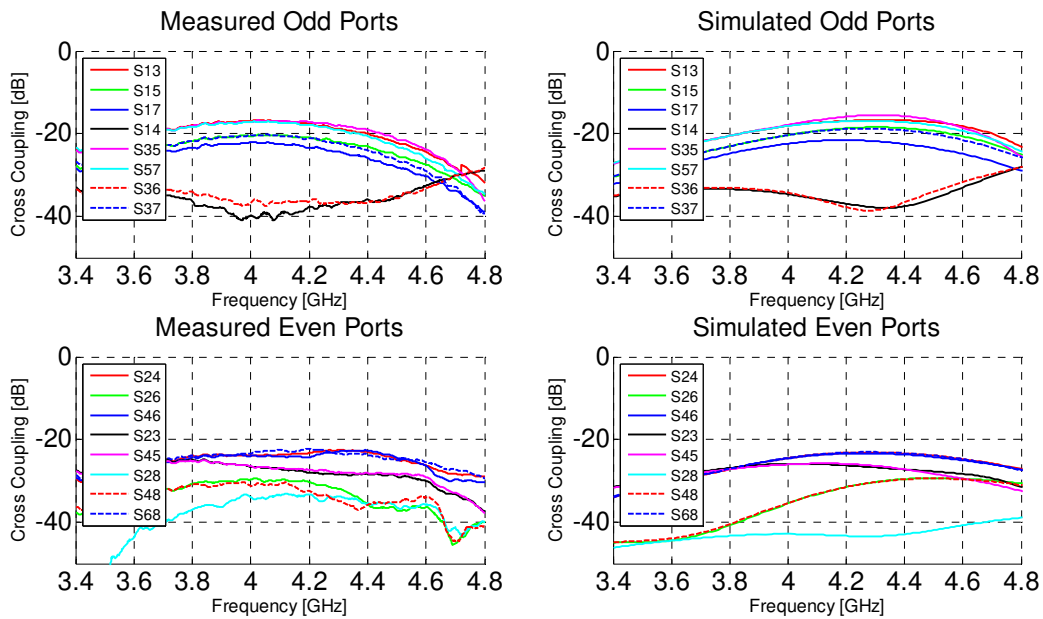 Measured Odd Ports
0
-20
-40
Cross Coupling [dB]
S13
S15
S17
S14
S35
S57
S36
S37
3.4 3.6 3.8 4 4.2 4.4 4.6 4.8
Frequency [GHz]
Simulated Odd Ports
0
-20
-40
Cross Coupling [dB]
S13
S15
S17
S14
S35
S57
S36
S37
3.4 3.6 3.8 4 4.2 4.4 4.6 4.8
Frequency [GHz]
Measured Even Ports
0
-20
-40
Cross Coupling [dB]
S24
S26
S46
S23
S45
S28
S48
S68
3.4 3.6 3.8 4 4.2 4.4 4.6 4.8
Frequency [GHz]
Simulated Even Ports
0
-20
-40
Cross Coupling [dB]
S24
S26
S46
S23
S45
S28
S48
S68
3.4 3.6 3.8 4 4.2 4.4 4.6 4.8
Frequency [GHz]